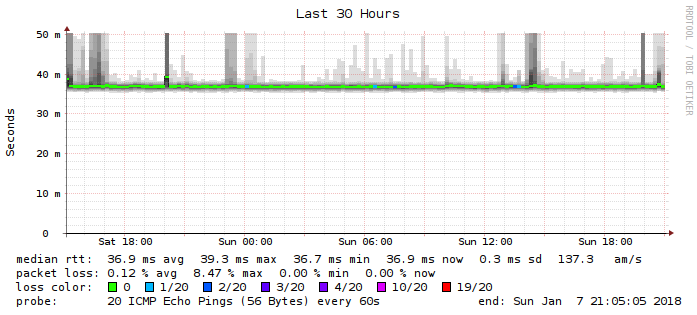 Last 30 Hours
RRDTOOL / TOBI OETIKER
Seconds
50 m
40 m
30 m
20 m
10 m
0
Sat 18:00 Sun 00:00 Sun 06:00 Sun 12:00 Sun 18:00
median rtt: 36.9 ms avg 39.3 ms max 36.7 ms min 36.9 ms now 0.3 ms sd 137.3 am/s
packet loss: 0.12 % avg 8.47 % max 0.00 % min 0.00 % now
loss color: 0 1/20 2/20 3/20 4/20 10/20 19/20
probe: 20 ICMP Echo Pings (56 Bytes) every 60s end: Sun Jan 7 21:05:05 2018